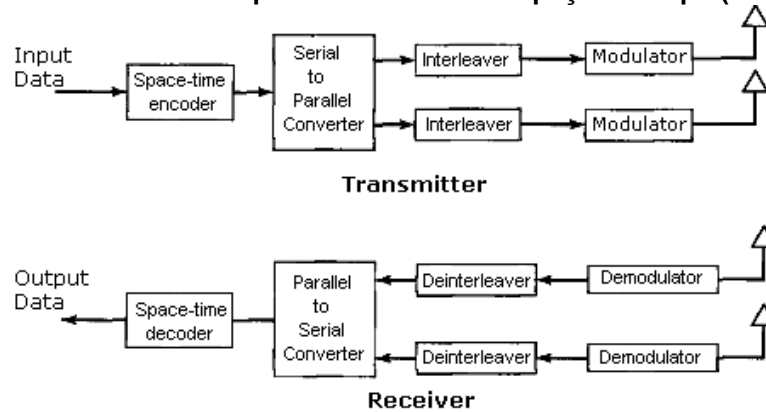 Input
Data
Space-time
encoder
Serial
to
Parallel
Converter
Interleaver
Modulator
Interleaver
Modulator
Transmitter
Output
Data
Space-time
decoder
Parallel
to
Serial
Converter
Deinterleaver
Demodulator
Deinterleaver
Demodulator
Receiver